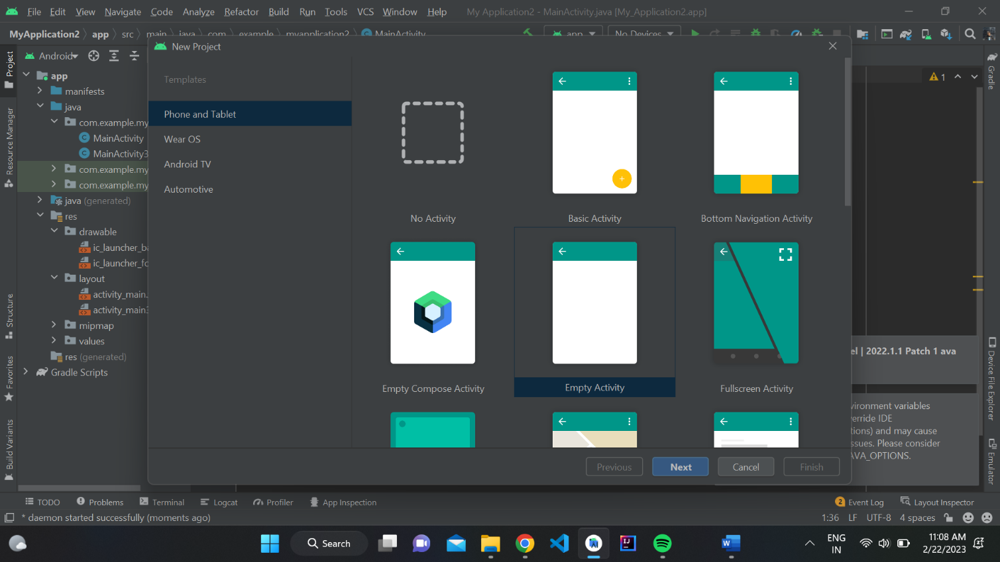 File Edit View Navigate Code Analyze Refactor Build Run Tools VCS Window Help My Application2 - MainActivity.java [My_Application2.app]
MyApplication2 app src main java com example myapplication2 MainActivity app No Devices
New Project
Android
Templates
Phone and Tablet
Wear OS
Android TV
Automotive
No Activity
Basic Activity
Bottom Navigation Activity
Empty Compose Activity
Empty Activity
Fullscreen Activity
Previous
Next
Cancel
Finish
app
manifests
java
com.example.my
MainActivity
MainActivity3
com.example.my
com.example.my
java (generated)
res
drawable
ic_launcher_ba
ic_launcher_fo
layout
activity_main.
activity_main3
mipmap
values
res (generated)
Gradle Scripts
Project
Resource Manager
Structure
Favorites
Build Variants
1
Gradle
Device File Explorer
Emulator
el | 2022.1.1 Patch 1 ava
vironment variables
erride IDE
tions) and may cause
ssues. Please consider
AVA_OPTIONS.
TODO Problems Terminal Logcat Profiler App Inspection 2 Event Log Layout Inspector
* daemon started successfully (moments ago) 1:36 LF UTF-8 4 spaces
Search
ENG
IN
11:08 AM
2/22/2023